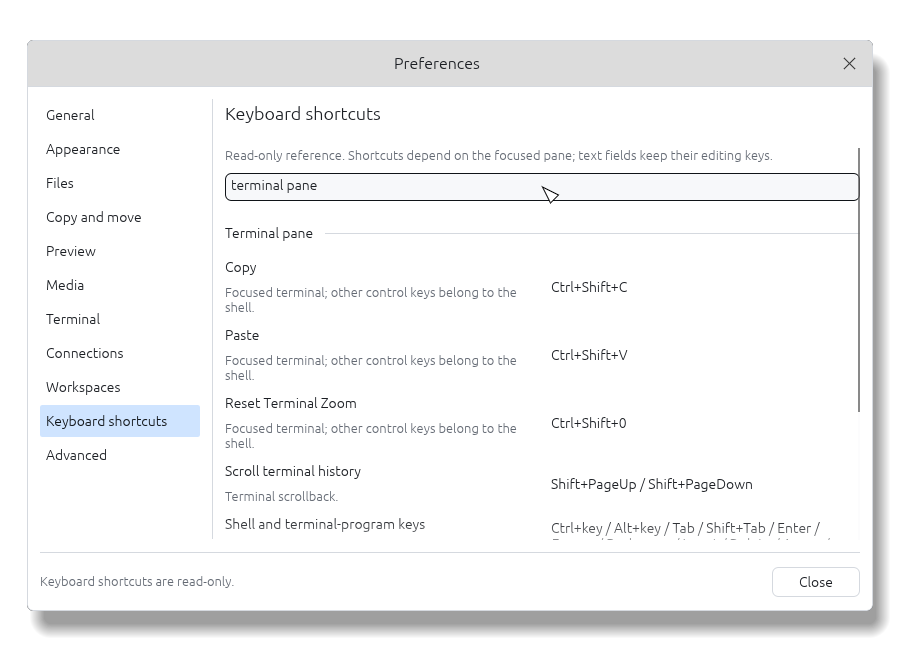 Preferences
General
Appearance
Files
Copy and move
Preview
Media
Terminal
Connections
Workspaces
Keyboard shortcuts
Advanced
Keyboard shortcuts
Read-only reference. Shortcuts depend on the focused pane; text fields keep their editing keys.
terminal pane
Terminal pane
Copy
Focused terminal; other control keys belong to the
shell.
Ctrl+Shift+C
Paste
Focused terminal; other control keys belong to the
shell.
Ctrl+Shift+V
Reset Terminal Zoom
Focused terminal; other control keys belong to the
shell.
Ctrl+Shift+0
Scroll terminal history
Terminal scrollback.
Shift+PageUp / Shift+PageDown
Shell and terminal-program keys
Ctrl+key / Alt+key / Tab / Shift+Tab / Enter /
Keyboard shortcuts are read-only.
Close